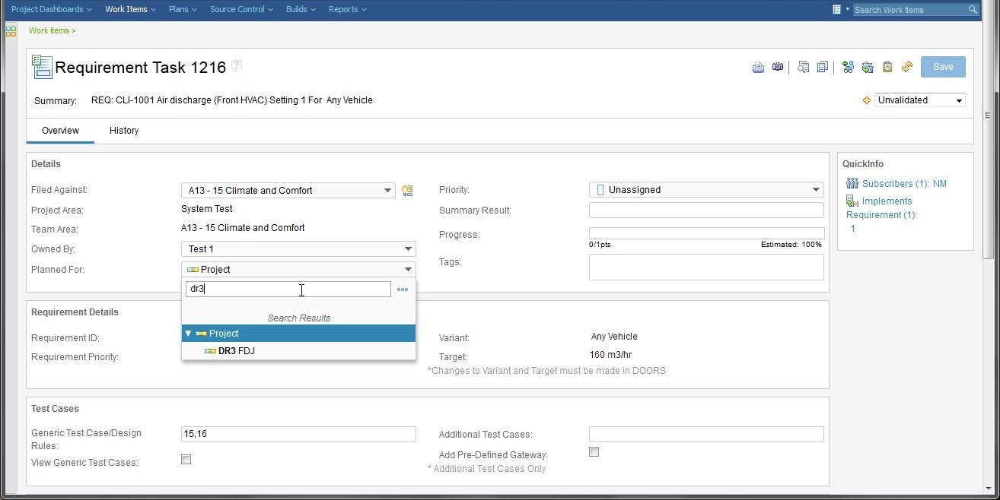 Project Dashboards Work Items Plans Source Control Builds Reports Search Work Items
Work Items >
Requirement Task 1216 ? Save
Summary: REQ: CLI-1001 Air discharge (Front HVAC) Setting 1 For Any Vehicle Unvalidated
Overview History
Details
Filed Against: A13 - 15 Climate and Comfort
Project Area: System Test
Team Area: A13 - 15 Climate and Comfort
Owned By: Test 1
Planned For: Project
dr3
Search Results
Project
DR3 FDJ
Priority: Unassigned
Summary Result:
Progress:
0/1pts Estimated: 100%
Tags:
QuickInfo
Subscribers (1): NM
Implements
Requirement (1):
1
Requirement Details
Requirement ID:
Requirement Priority:
Variant: Any Vehicle
Target: 160 m3/hr
*Changes to Variant and Target must be made in DOORS
Test Cases
Generic Test Case/Design
Rules: 15,16
View Generic Test Cases:
Additional Test Cases:
Add Pre-Defined Gateway:
* Additional Test Cases Only